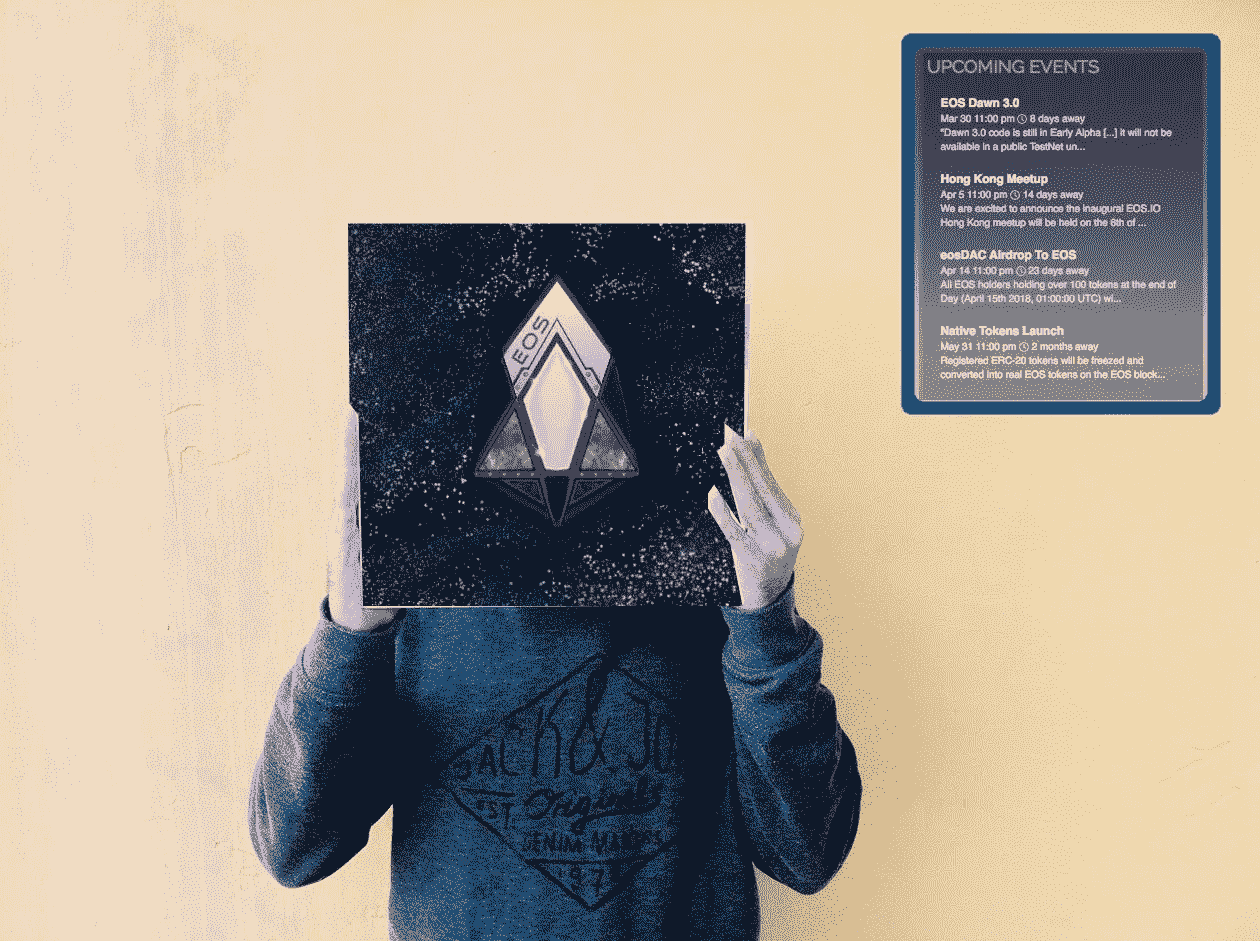 UPCOMING EVENTS
EOS Dawn 3.0
Mar 30 11:00 pm 8 days away
"Dawn 3.0 code is still in Early Alpha [...] it will not be
available in a public TestNet un...
Hong Kong Meetup
Apr 5 11:00 pm 14 days away
We are excited to announce the inaugural EOS.IO
Hong Kong meetup will be held on the 6th of ...
eosDAC Airdrop To EOS
Apr 14 11:00 pm 23 days away
All EOS holders holding over 100 tokens at the end of
Day (April 15th 2018, 01:00:00 UTC) wi...
Native Tokens Launch
May 31 11:00 pm 2 months away
Registered ERC-20 tokens will be frozen and
converted into real EOS tokens on the EOS block...
EOS
ACK & JO
EST. Originals
DENIM
197